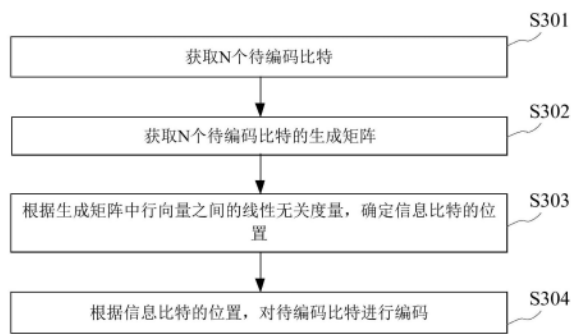 S301
获取N个待编码比特
S302
获取N个待编码比特的生成矩阵
S303
根据生成矩阵中行向量之间的线性无关度量，确定信息比特的位
置
S304
根据信息比特的位置，对待编码比特进行编码